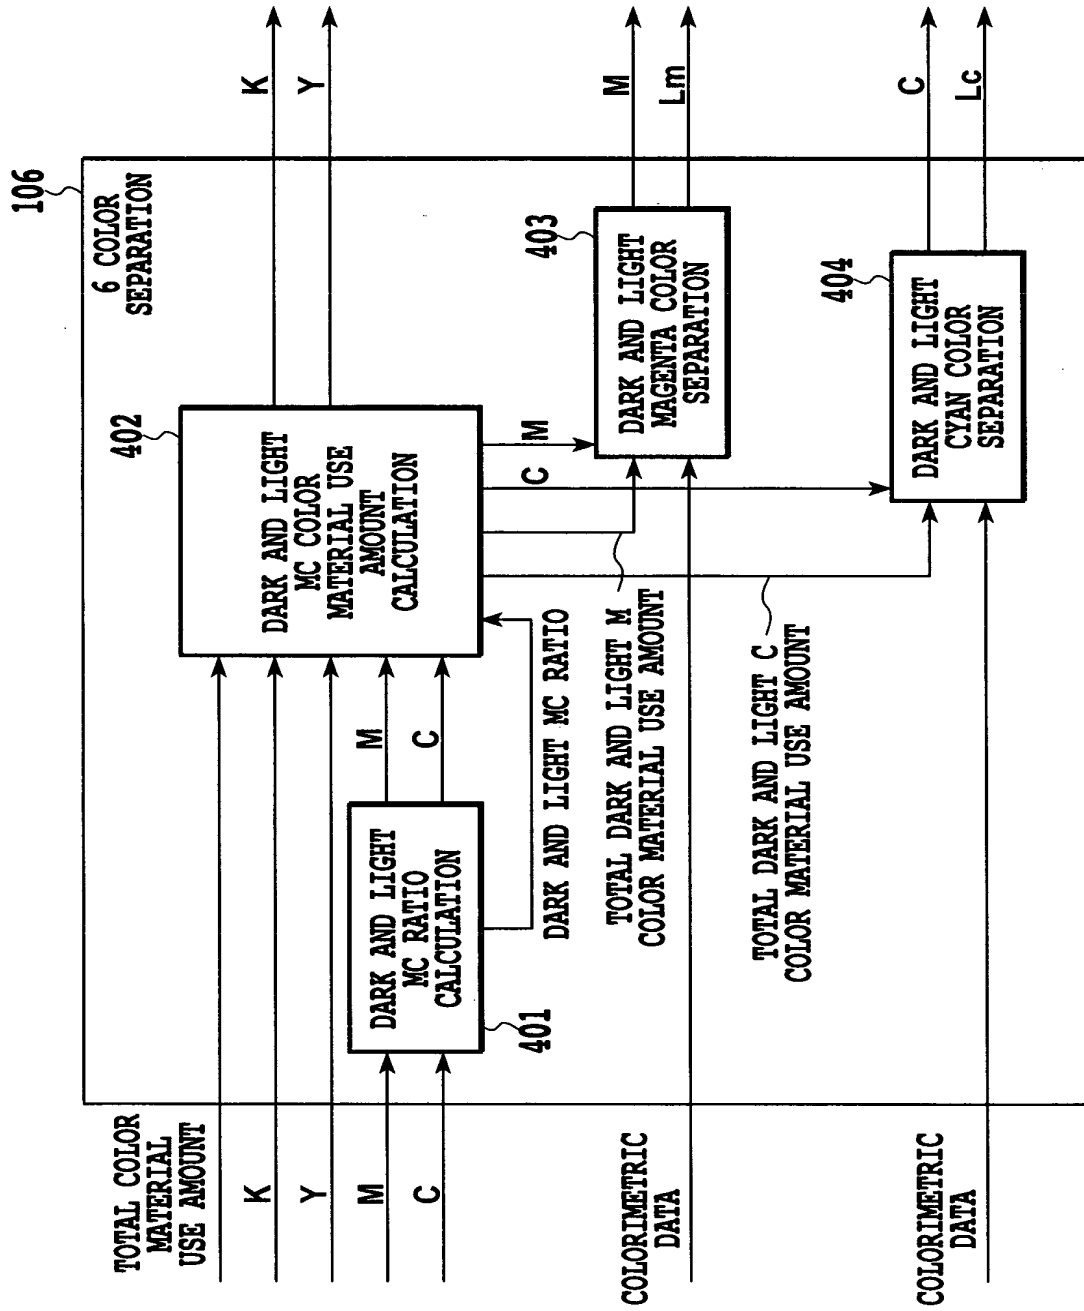 106
6 COLOR
SEPARATION
TOTAL COLOR
MATERIAL
USE AMOUNT
K
Y
M
C
COLORIMETRIC
DATA
COLORIMETRIC
DATA
DARK AND LIGHT
MC RATIO
CALCULATION
401
M
C
DARK AND LIGHT MC RATIO
402
DARK AND LIGHT
MC COLOR
MATERIAL USE
AMOUNT
CALCULATION
M
C
TOTAL DARK AND LIGHT M
COLOR MATERIAL USE AMOUNT
TOTAL DARK AND LIGHT C
COLOR MATERIAL USE AMOUNT
403
DARK AND LIGHT
MAGENTA COLOR
SEPARATION
404
DARK AND LIGHT
CYAN COLOR
SEPARATION
K
Y
M
Lm
C
Lc